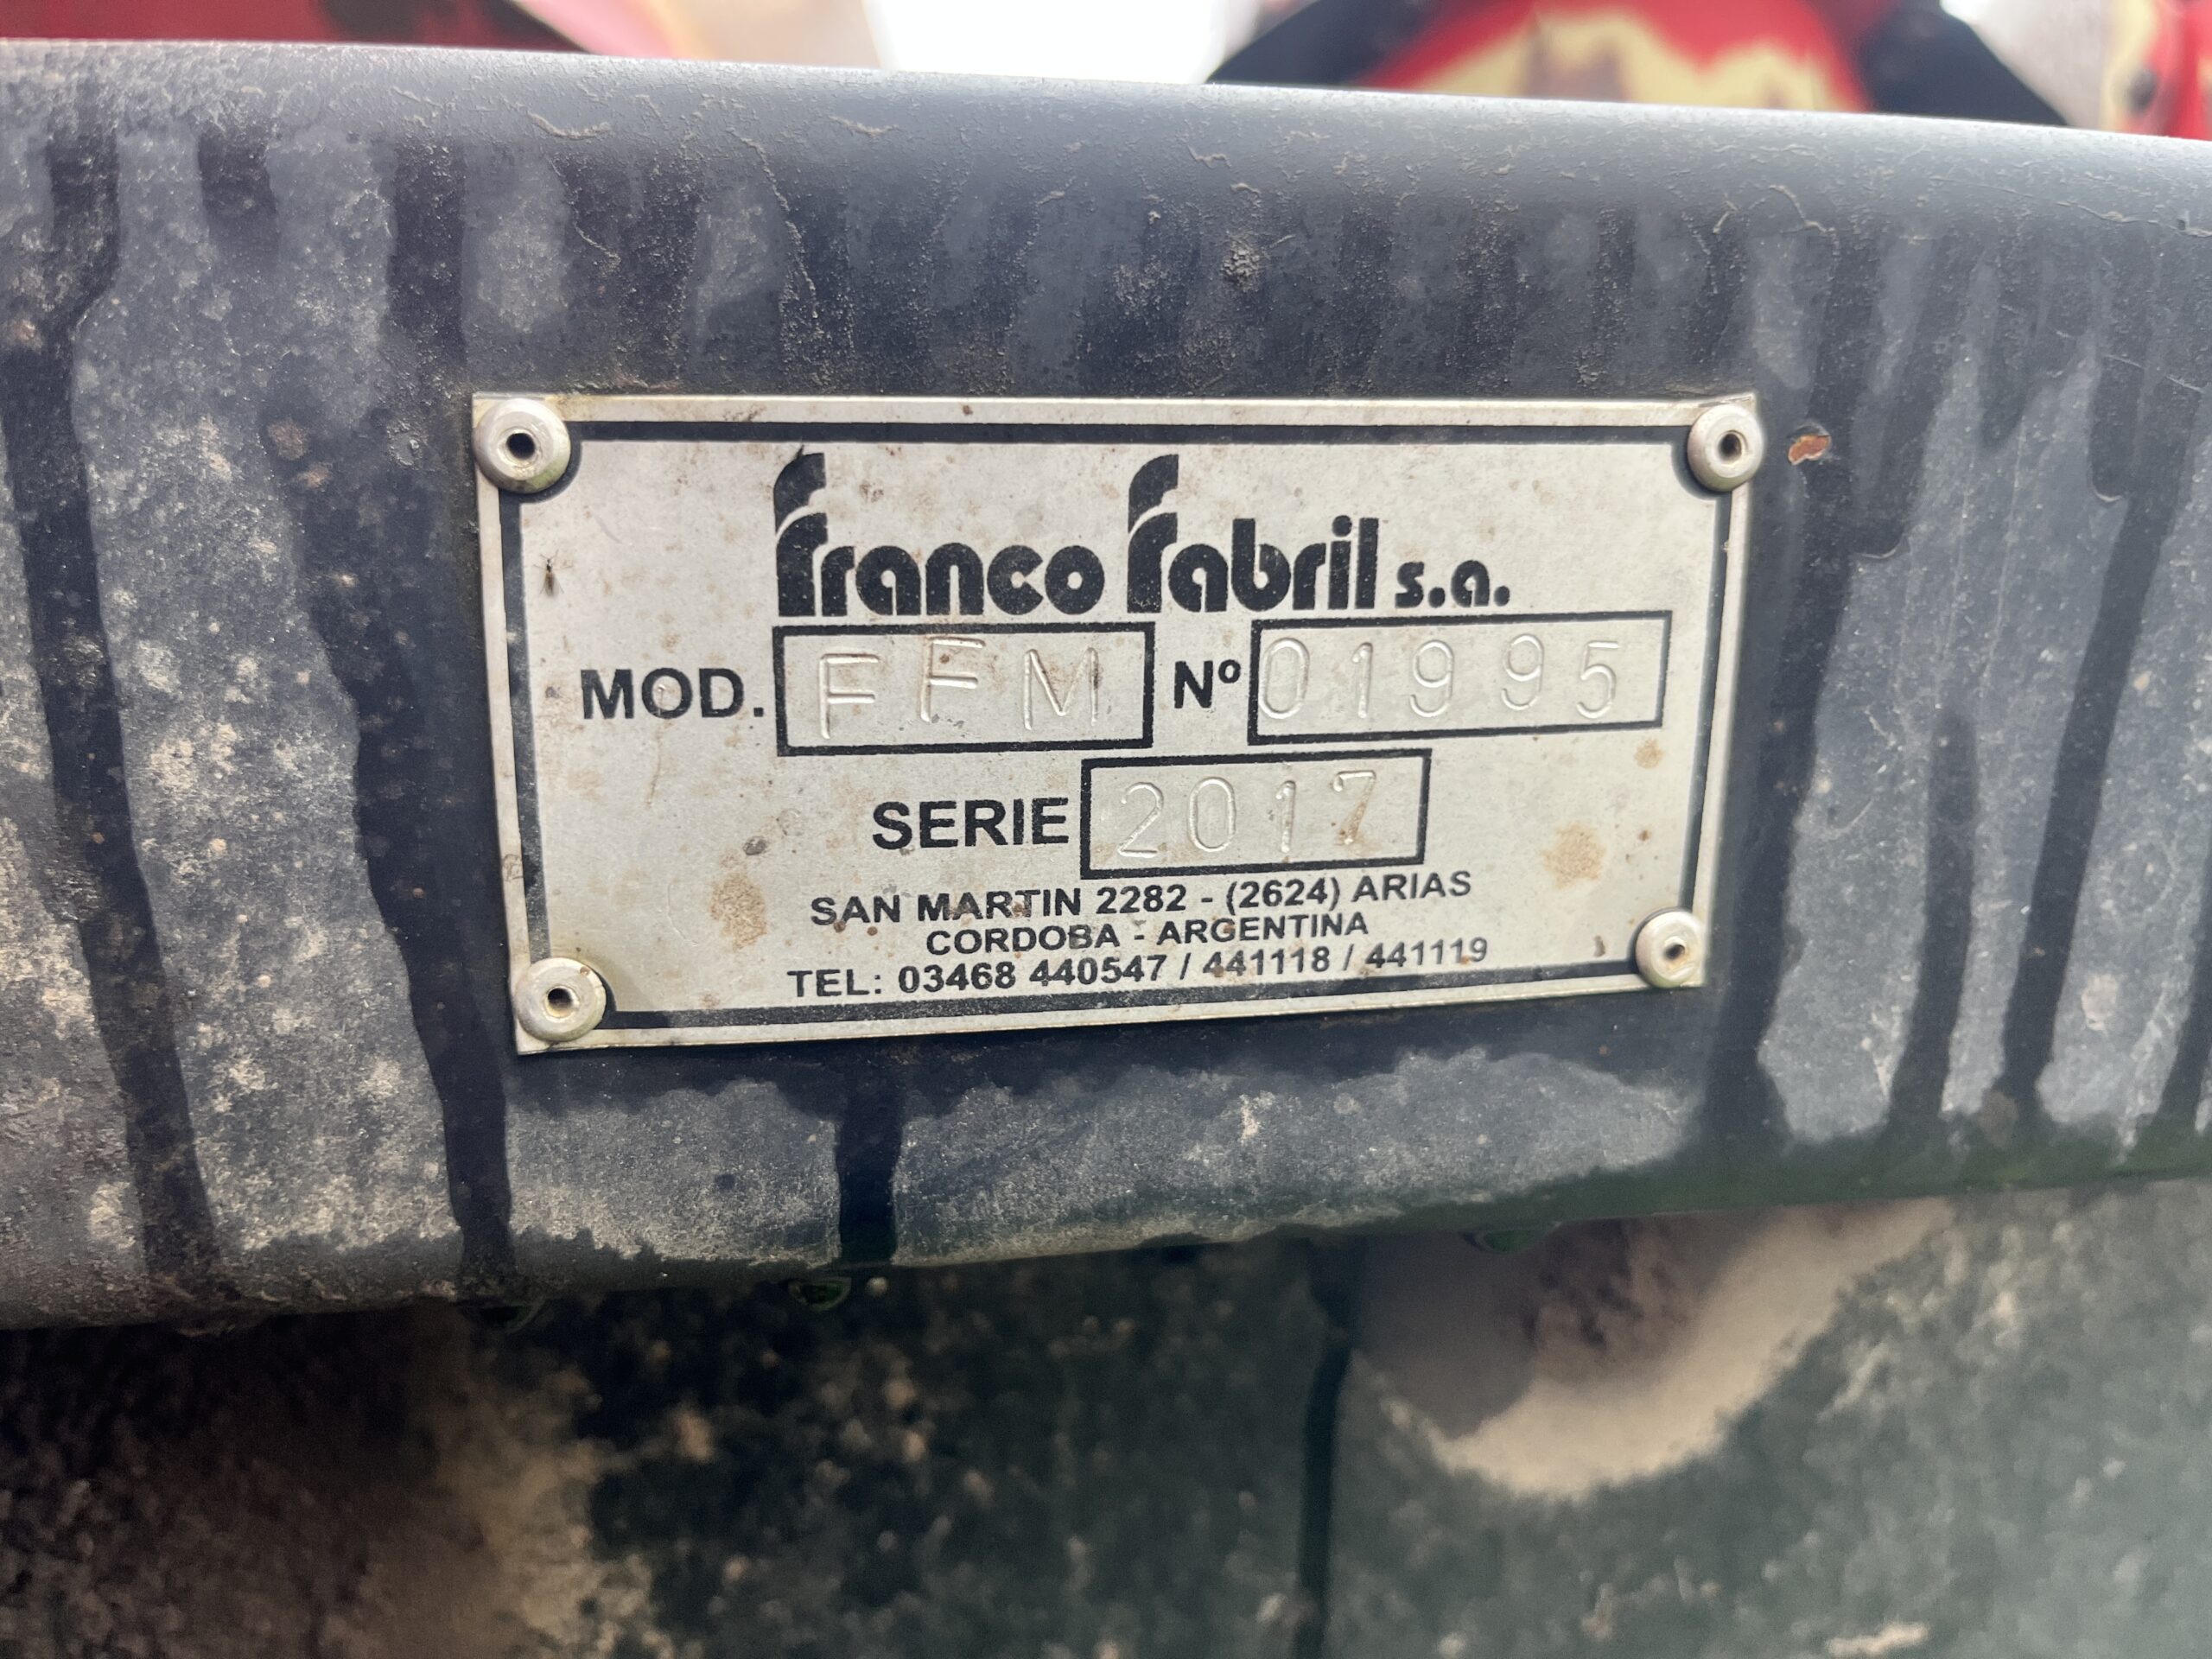 Franco Fabril s.a.
MOD. FFM Nº 01995
SERIE 2017
SAN MARTIN 2282 - (2624) ARIAS
CORDOBA - ARGENTINA
TEL: 03468 440547 / 441118 / 441119